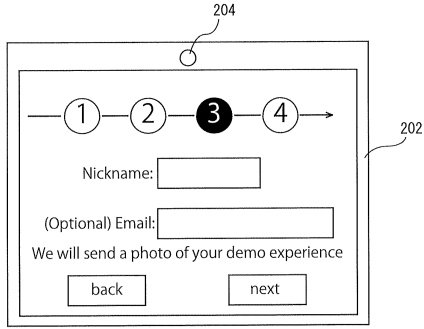 204
1 2 3 4
202
Nickname:
(Optional) Email:
We will send a photo of your demo experience
back next